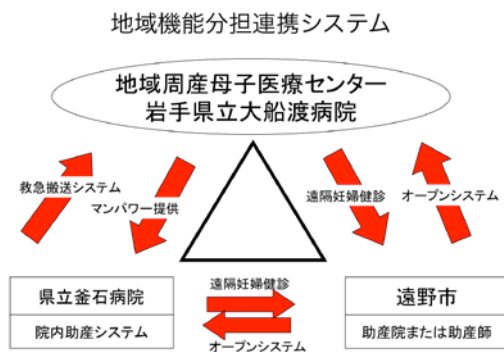 地域機能分担連携システム
地域周産母子医療センター
岩手県立大船渡病院
救急搬送システム
マンパワー提供
遠隔妊婦健診
オープンシステム
県立釜石病院
院内助産システム
遠隔妊婦健診
オープンシステム
遠野市
助産院または助産師